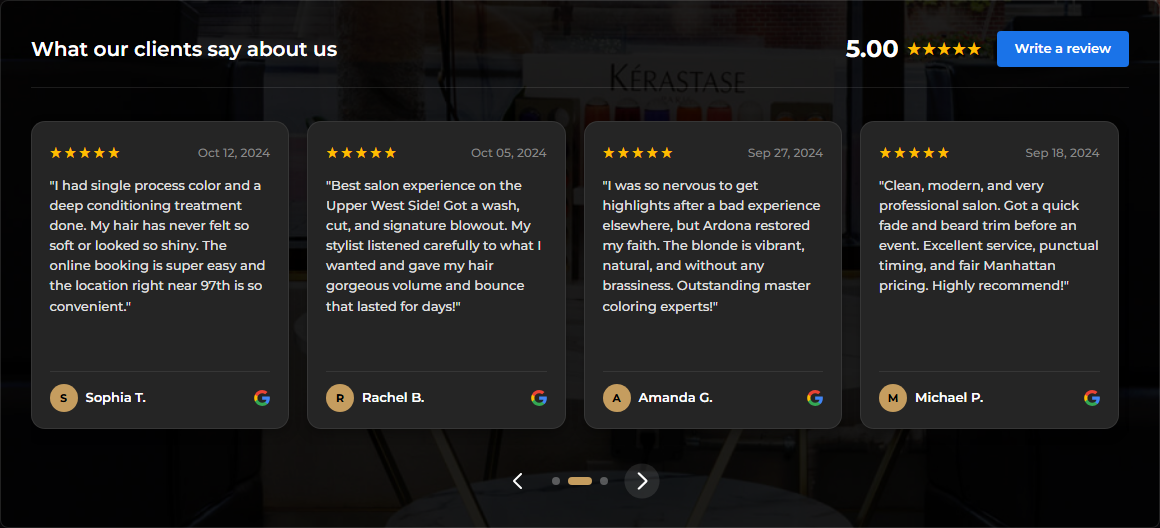 What our clients say about us
5.00 ★★★★★ Write a review
KÉRASTASE
★★★★★ Oct 12, 2024
"I had single process color and a
deep conditioning treatment
done. My hair has never felt so
soft or looked so shiny. The
online booking is super easy and
the location right near 97th is so
convenient."
S Sophia T.
★★★★★ Oct 05, 2024
"Best salon experience on the
Upper West Side! Got a wash,
cut, and signature blowout. My
stylist listened carefully to what I
wanted and gave my hair
gorgeous volume and bounce
that lasted for days!"
R Rachel B.
★★★★★ Sep 27, 2024
"I was so nervous to get
highlights after a bad experience
elsewhere, but Ardona restored
my faith. The blonde is vibrant,
natural, and without any
brassiness. Outstanding master
coloring experts!"
A Amanda G.
★★★★★ Sep 18, 2024
"Clean, modern, and very
professional salon. Got a quick
fade and beard trim before an
event. Excellent service, punctual
timing, and fair Manhattan
pricing. Highly recommend!"
M Michael P.